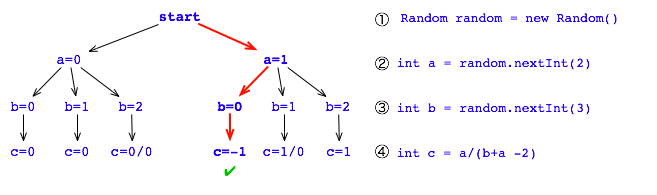 start
① Random random = new Random()
a=0 a=1
② int a = random.nextInt(2)
b=0 b=1 b=2 b=0 b=1 b=2
③ int b = random.nextInt(3)
c=0 c=0 c=0/0 c=-1 c=1/0 c=1
④ int c = a/(b+a -2)